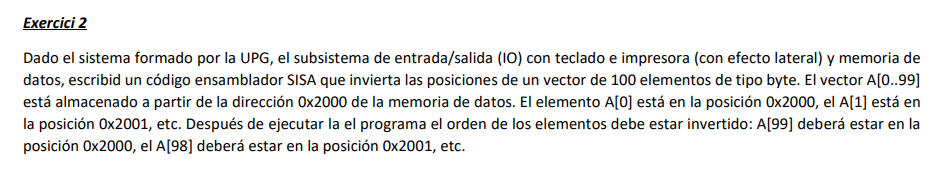 Exercici 2
Dado el sistema formado por la UPG, el subsistema de entrada/salida (IO) con teclado e impresora (con efecto lateral) y memoria de
datos, escribid un código ensamblador SISA que invierta las posiciones de un vector de 100 elementos de tipo byte. El vector A[0..99]
está almacenado a partir de la dirección 0x2000 de la memoria de datos. El elemento A[0] está en la posición 0x2000, el A[1] está en
la posición 0x2001, etc. Después de ejecutar la el programa el orden de los elementos debe estar invertido: A[99] deberá estar en la
posición 0x2000, el A[98] deberá estar en la posición 0x2001, etc.